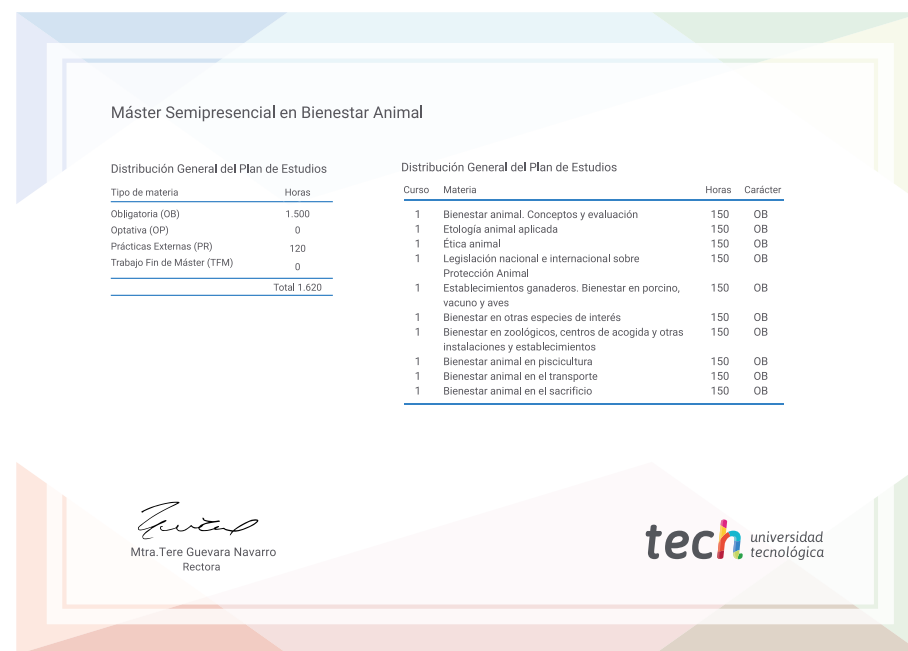 Máster Semipresencial en Bienestar Animal
Distribución General del Plan de Estudios
Tipo de materia Horas
Obligatoria (OB) 1.500
Optativa (OP) 0
Prácticas Externas (PR) 120
Trabajo Fin de Máster (TFM) 0
Total 1.620
Distribución General del Plan de Estudios
Curso Materia Horas Carácter
1 Bienestar animal. Conceptos y evaluación 150 OB
1 Etología animal aplicada 150 OB
1 Ética animal 150 OB
1 Legislación nacional e internacional sobre 150 OB
Protección Animal
1 Establecimientos ganaderos. Bienestar en porcino, 150 OB
vacuno y aves
1 Bienestar en otras especies de interés 150 OB
1 Bienestar en zoológicos, centros de acogida y otras 150 OB
instalaciones y establecimientos
1 Bienestar animal en piscicultura 150 OB
1 Bienestar animal en el transporte 150 OB
1 Bienestar animal en el sacrificio 150 OB
Mtra.Tere Guevara Navarro
Rectora
tech universidad
tecnológica